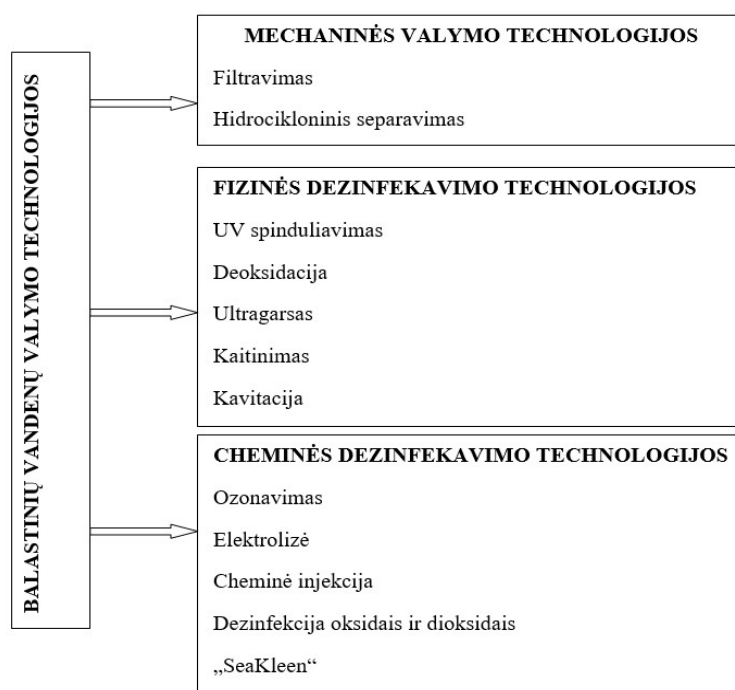 BALASTINIŲ VANDENŲ VALYMO TECHNOLOGIJOS
MECHANINĖS VALYMO TECHNOLOGIJOS
Filtravimas
Hidrocikloninis separavimas
FIZINĖS DEZINFEKAVIMO TECHNOLOGIJOS
UV spinduliavimas
Deoksidacija
Ultragarsas
Kaitinimas
Kavitacija
CHEMINĖS DEZINFEKAVIMO TECHNOLOGIJOS
Ozonavimas
Elektrolizė
Cheminė injekcija
Dezinfekcija oksidais ir dioksidais
„SeaKleen“